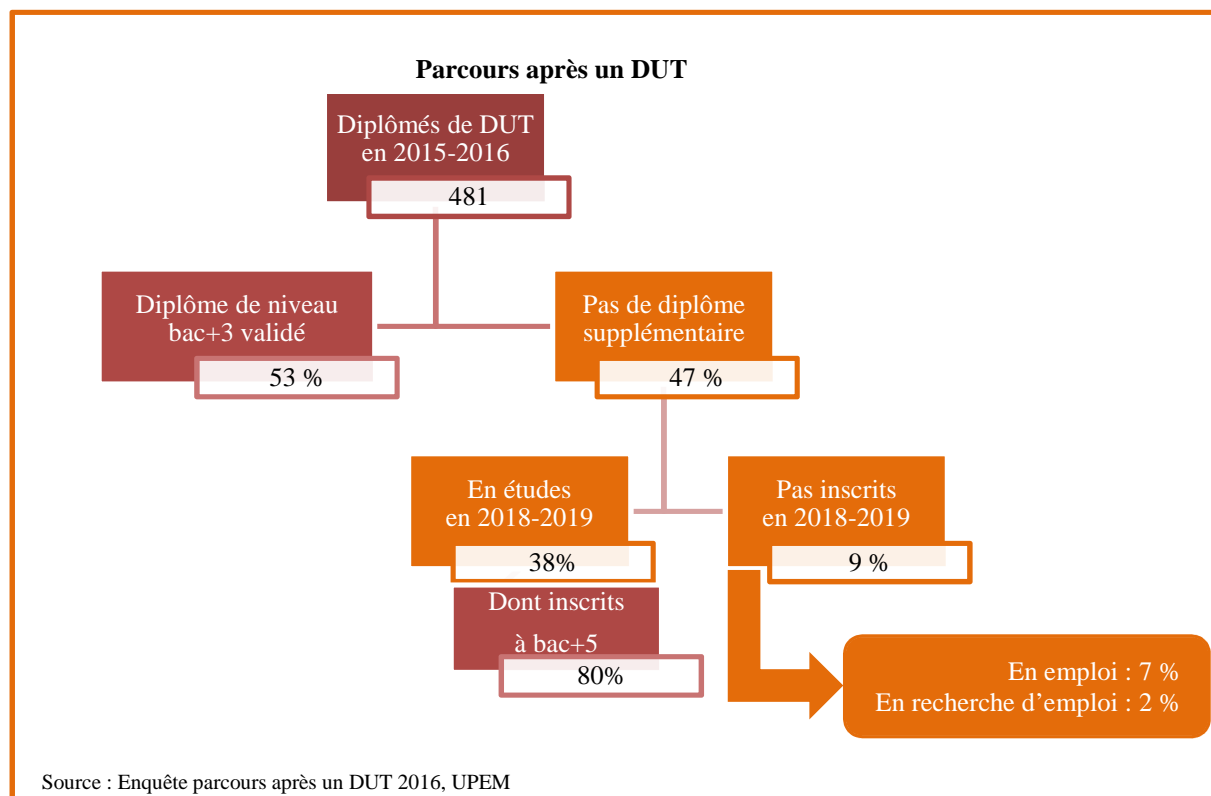 Parcours après un DUT
Diplômés de DUT
en 2015-2016
481
Diplôme de niveau
bac+3 validé
53 %
Pas de diplôme
supplémentaire
47 %
En études
en 2018-2019
38%
Pas inscrits
en 2018-2019
9 %
Dont inscrits
à bac+5
80%
En emploi : 7 %
En recherche d’emploi : 2 %
Source : Enquête parcours après un DUT 2016, UPEM